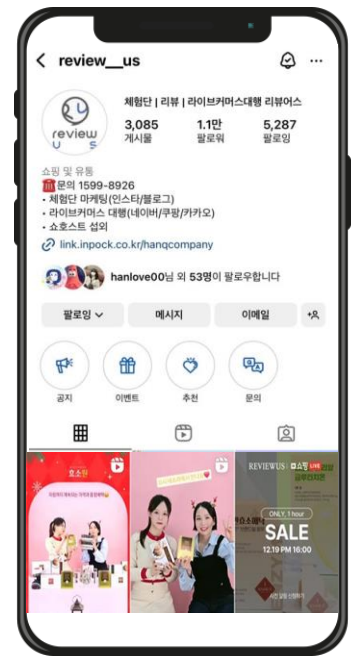 review__us
review
U S
체험단 | 리뷰 | 라이브커머스대행 리뷰어스
3,085 1.1만 5,287
게시물 팔로워 팔로잉
쇼핑 및 유통
☎️문의 1599-8926
• 체험단 마케팅(인스타/블로그)
• 라이브커머스 대행(네이버/쿠팡/카카오)
• 쇼호스트 섭외
link.inpock.co.kr/hanqcompany
hanlove00님 외 53명이 팔로우합니다
팔로잉 메시지 이메일
공지 이벤트 추천 문의
REVIEWUS
LIVE
ONLY, 1 hour
SALE
12.19 PM 16:00